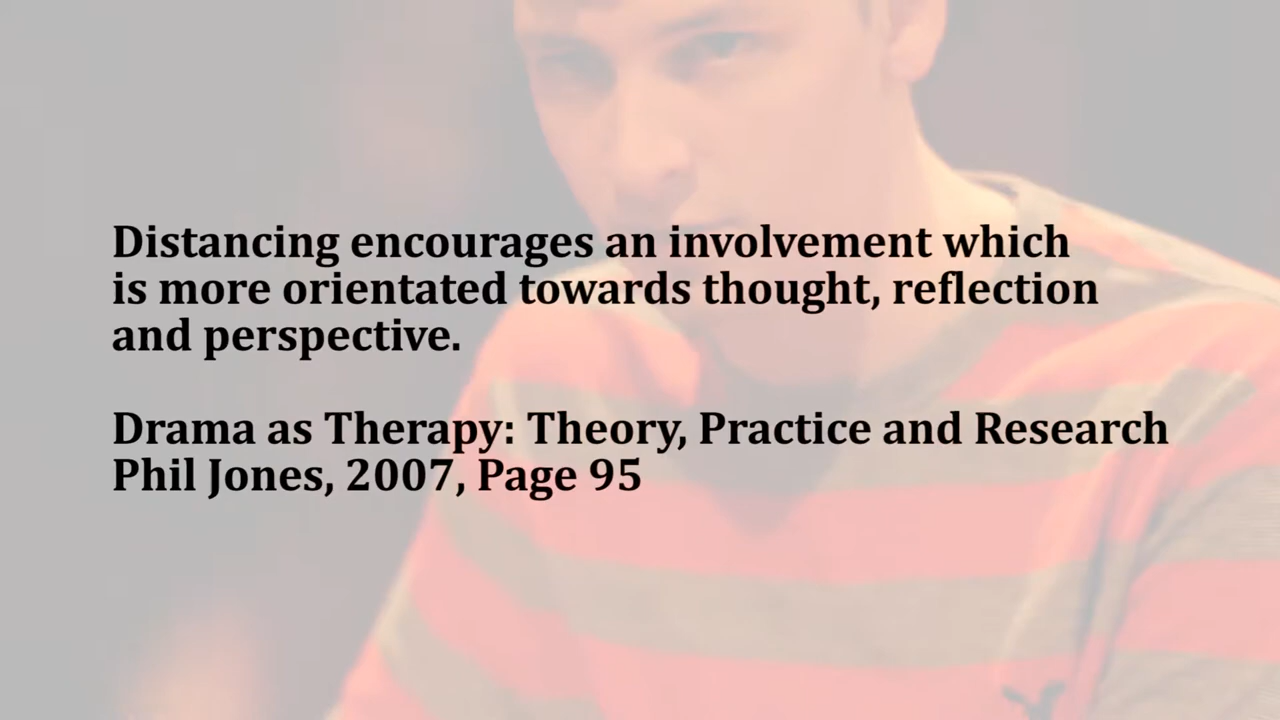 Distancing encourages an involvement which
is more orientated towards thought, reflection
and perspective.
Drama as Therapy: Theory, Practice and Research
Phil Jones, 2007, Page 95